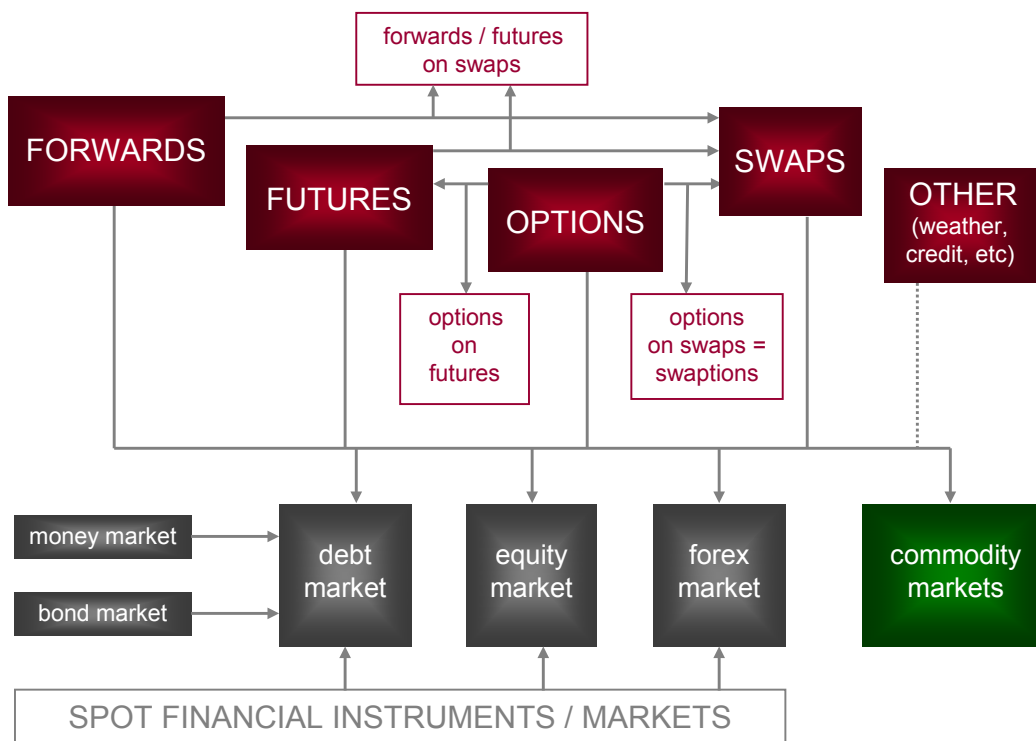 forwards / futures
on swaps
FORWARDS
FUTURES
OPTIONS
SWAPS
OTHER
(weather,
credit, etc)
options
on
futures
options
on swaps =
swaptions
money market
bond market
debt
market
equity
market
forex
market
commodity
markets
SPOT FINANCIAL INSTRUMENTS / MARKETS